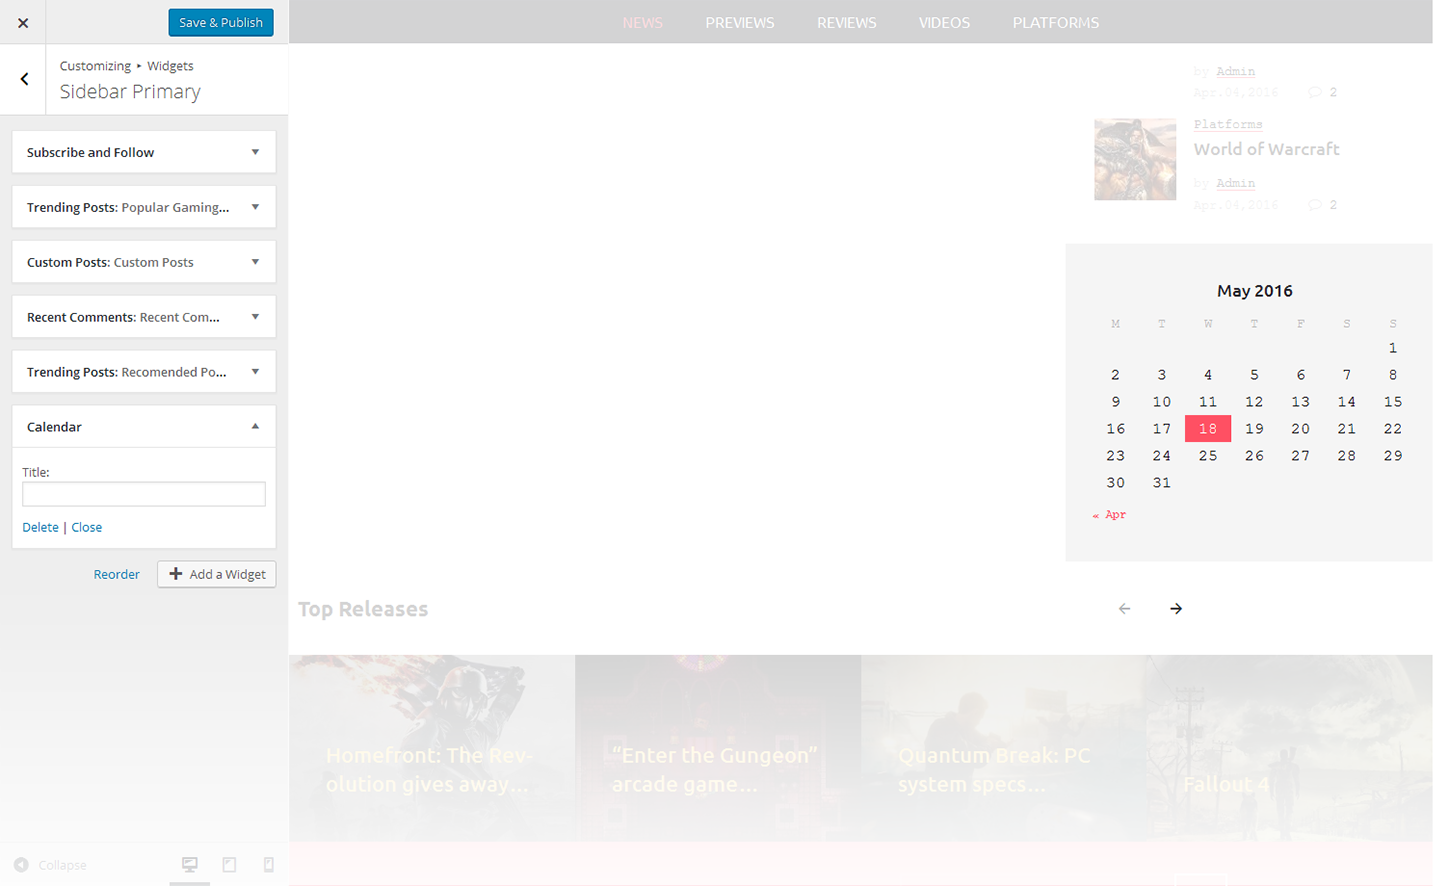 Save & Publish
Customizing ▸ Widgets
Sidebar Primary
Subscribe and Follow
Trending Posts: Popular Gaming...
Custom Posts: Custom Posts
Recent Comments: Recent Com...
Trending Posts: Recomended Po...
Calendar
Title:
Delete | Close
Reorder
Add a Widget
Collapse
NEWS PREVIEWS REVIEWS VIDEOS PLATFORMS
by Admin
Apr.04,2016 2
Platforms
World of Warcraft
by Admin
Apr.04,2016 2
May 2016
M T W T F S S
1
2 3 4 5 6 7 8
9 10 11 12 13 14 15
16 17 18 19 20 21 22
23 24 25 26 27 28 29
30 31
« Apr
Top Releases
Homefront: The Rev-
olution gives away...
“Enter the Gungeon”
arcade game...
Quantum Break: PC
system specs...
Fallout 4